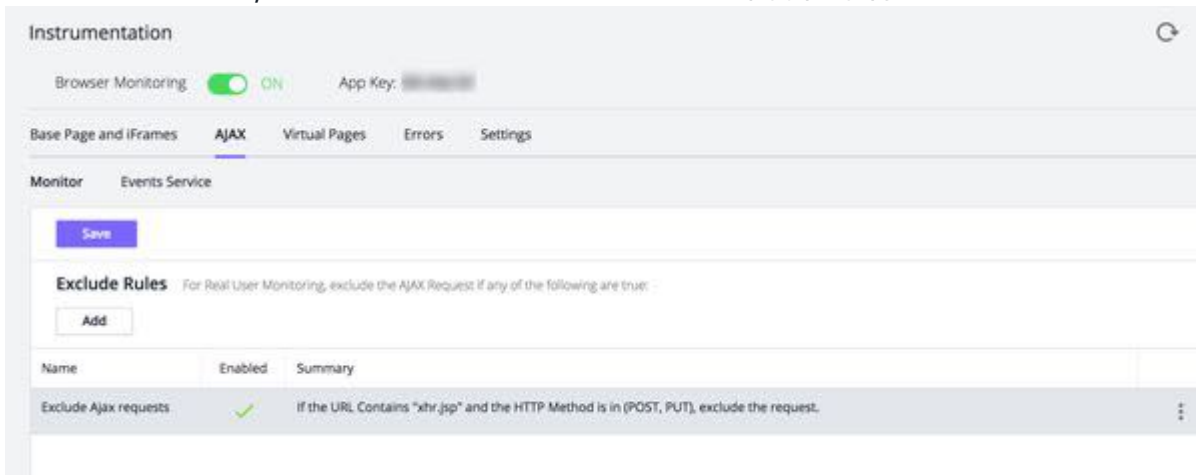 Instrumentation
Browser Monitoring ON App Key:
Base Page and iFrames AJAX Virtual Pages Errors Settings
Monitor Events Service
Save
Exclude Rules For Real User Monitoring, exclude the AJAX Request if any of the following are true:
Add
Name Enabled Summary
Exclude Ajax requests If the URL Contains "xhr.jsp" and the HTTP Method is in (POST, PUT), exclude the request.